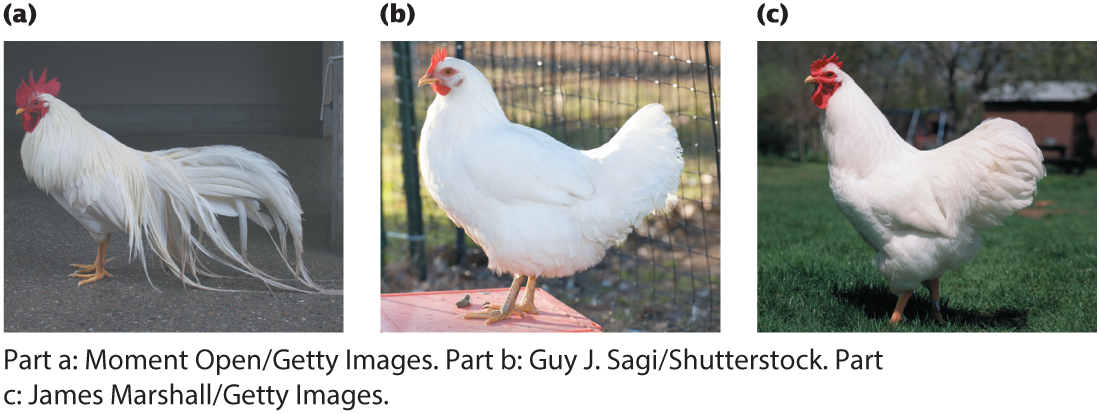 (a)
(b)
(c)
Part a: Moment Open/Getty Images. Part b: Guy J. Sagi/Shutterstock. Part
c: James Marshall/Getty Images.